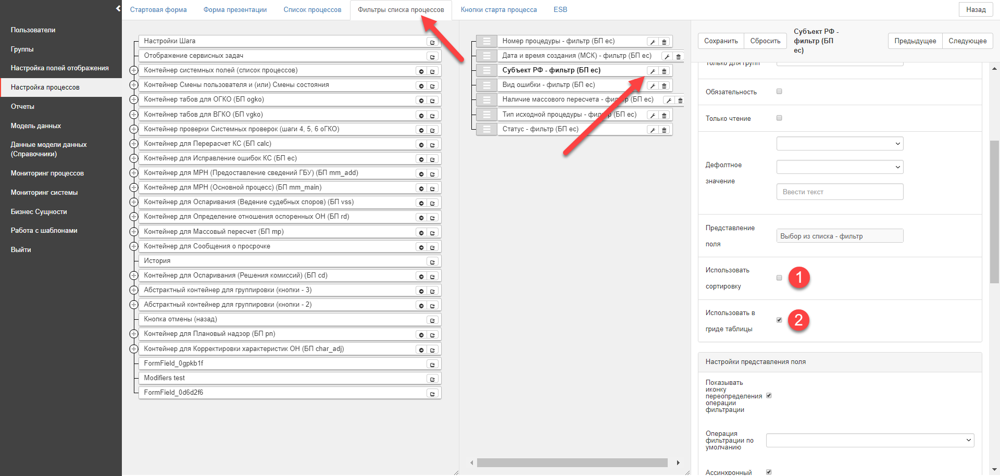 Стартовая форма
Форма презентации
Список процессов
Фильтры списка процессов
Кнопки старта процесса
ESB
Назад
Пользователи
Группы
Настройка полей отображения
Настройка процессов
Отчеты
Модель данных
Данные модели данных
(Справочники)
Мониторинг процессов
Мониторинг системы
Бизнес Сущности
Работа с шаблонами
Выйти
Настройки Шага
Отображение сервисных задач
Контейнер системных полей (список процессов)
Контейнер Смены пользователя и (или) Смены состояния
Контейнер табов для ОГКО (БП ogko)
Контейнер табов для ВГКО (БП vgko)
Контейнер проверки Системных проверок (шаги 4, 5, 6 оГКО)
Контейнер для Перерасчет КС (БП calc)
Контейнер для Исправление ошибок КС (БП ec)
Контейнер для МРН (Предоставление сведений ГБУ) (БП mm_add)
Контейнер для МРН (Основной процесс) (БП mm_main)
Контейнер для Оспаривания (Ведение судебных споров) (БП vss)
Контейнер для Определение отношения оспоренных ОН (БП rd)
Контейнер для Массовый пересчет (БП mp)
Контейнер для Сообщения о просрочке
История
Контейнер для Оспаривания (Решения комиссий) (БП cd)
Абстрактный контейнер для группировки (кнопки - 3)
Абстрактный контейнер для группировки (кнопки - 2)
Кнопка отмены (назад)
Контейнер для Плановый надзор (БП pn)
Контейнер для Корректировки характеристик ОН (БП char_adj)
FormField_0gpkb1f
Modifiers test
FormField_0d6d2f6
Номер процедуры - фильтр (БП ec)
Дата и время создания (МСК) - фильтр (БП ec)
Субъект РФ - фильтр (БП ec)
Вид ошибки - фильтр (БП ec)
Наличие массового пересчета - фильтр (БП ec)
Тип исходной процедуры - фильтр (БП ec)
Статус - фильтр (БП ec)
Сохранить
Сбросить
Субъект РФ -
фильтр (БП
ec)
Предыдущее
Следующее
Только для групп
Обязательность
Только чтение
Дефолтное
значение
Ввести текст
Представление
поля
Выбор из списка - фильтр
Использовать
сортировку
1
Использовать в
гриде таблицы
2
Настройки представления поля
Показывать
иконку
переопределения
операции
фильтрации
Операция
фильтрации по
умолчанию
Ассинхронный